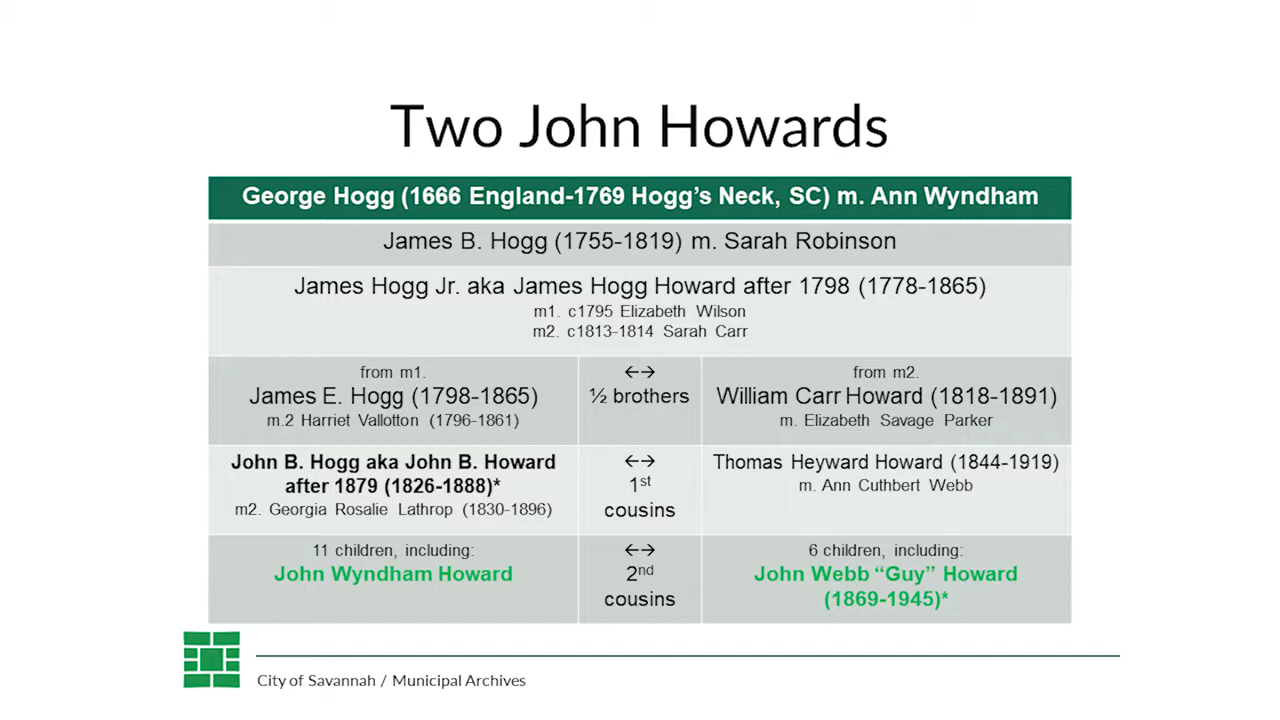 Two John Howards
George Hogg (1666 England-1769 Hogg's Neck, SC) m. Ann Wyndham
James B. Hogg (1755-1819) m. Sarah Robinson
James Hogg Jr. aka James Hogg Howard after 1798 (1778-1865)
m1. c1795 Elizabeth Wilson
m2. c1813-1814 Sarah Carr
from m1.
James E. Hogg (1798-1865)
m.2 Harriet Vallotton (1796-1861)
←→
½ brothers
from m2.
William Carr Howard (1818-1891)
m. Elizabeth Savage Parker
John B. Hogg aka John B. Howard
after 1879 (1826-1888)*
m2. Georgia Rosalie Lathrop (1830-1896)
←→
1st
cousins
Thomas Heyward Howard (1844-1919)
m. Ann Cuthbert Webb
11 children, including:
John Wyndham Howard
←→
2nd
cousins
6 children, including:
John Webb “Guy” Howard
(1869-1945)*
City of Savannah / Municipal Archives